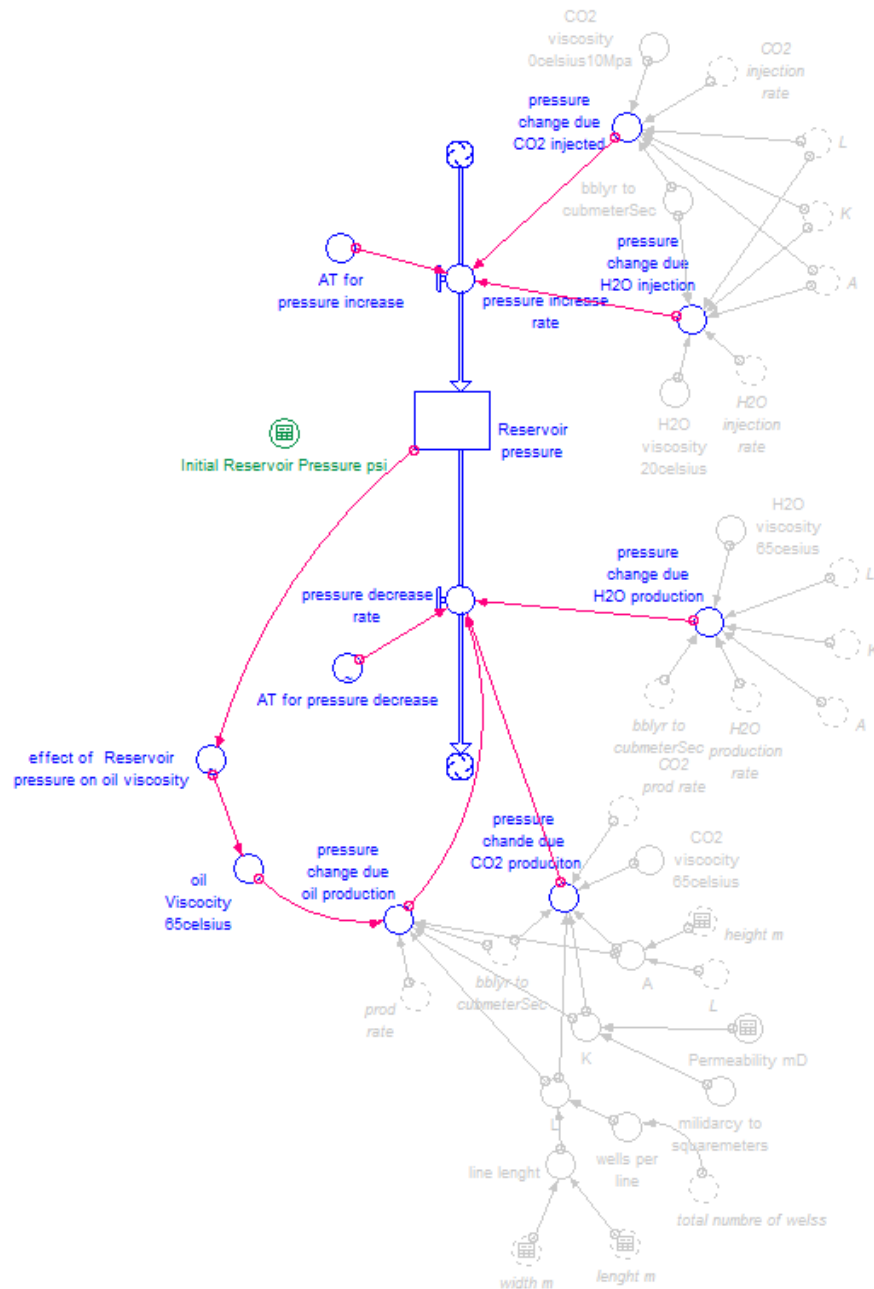 CO2
viscosity
0celsius10Mpa
CO2
injection
rate
pressure
change due
CO2 injected
L
bblyr to
cubmeterSec
K
AT for
pressure increase
pressure
change due
H2O injection
A
pressure increase
rate
H2O
injection
rate
H2O
viscosity
20celsius
Reservoir
pressure
Initial Reservoir Pressure psi
H2O
viscosity
65cesius
pressure
change due
H2O production
L
pressure decrease
rate
K
AT for pressure decrease
A
bblyr to
cubmeterSec
H2O
production
rate
CO2
prod rate
effect of Reservoir
pressure on oil viscosity
pressure
chande due
CO2 produciton
CO2
viscocity
65celsius
oil
Viscocity
65celsius
pressure
change due
oil production
height m
A
L
bblyr to
cubmeterSec
prod
rate
K
Permeability mD
L
milidarcy to
squaremeters
wells per
line
line lenght
total numbre of welss
width m
lenght m